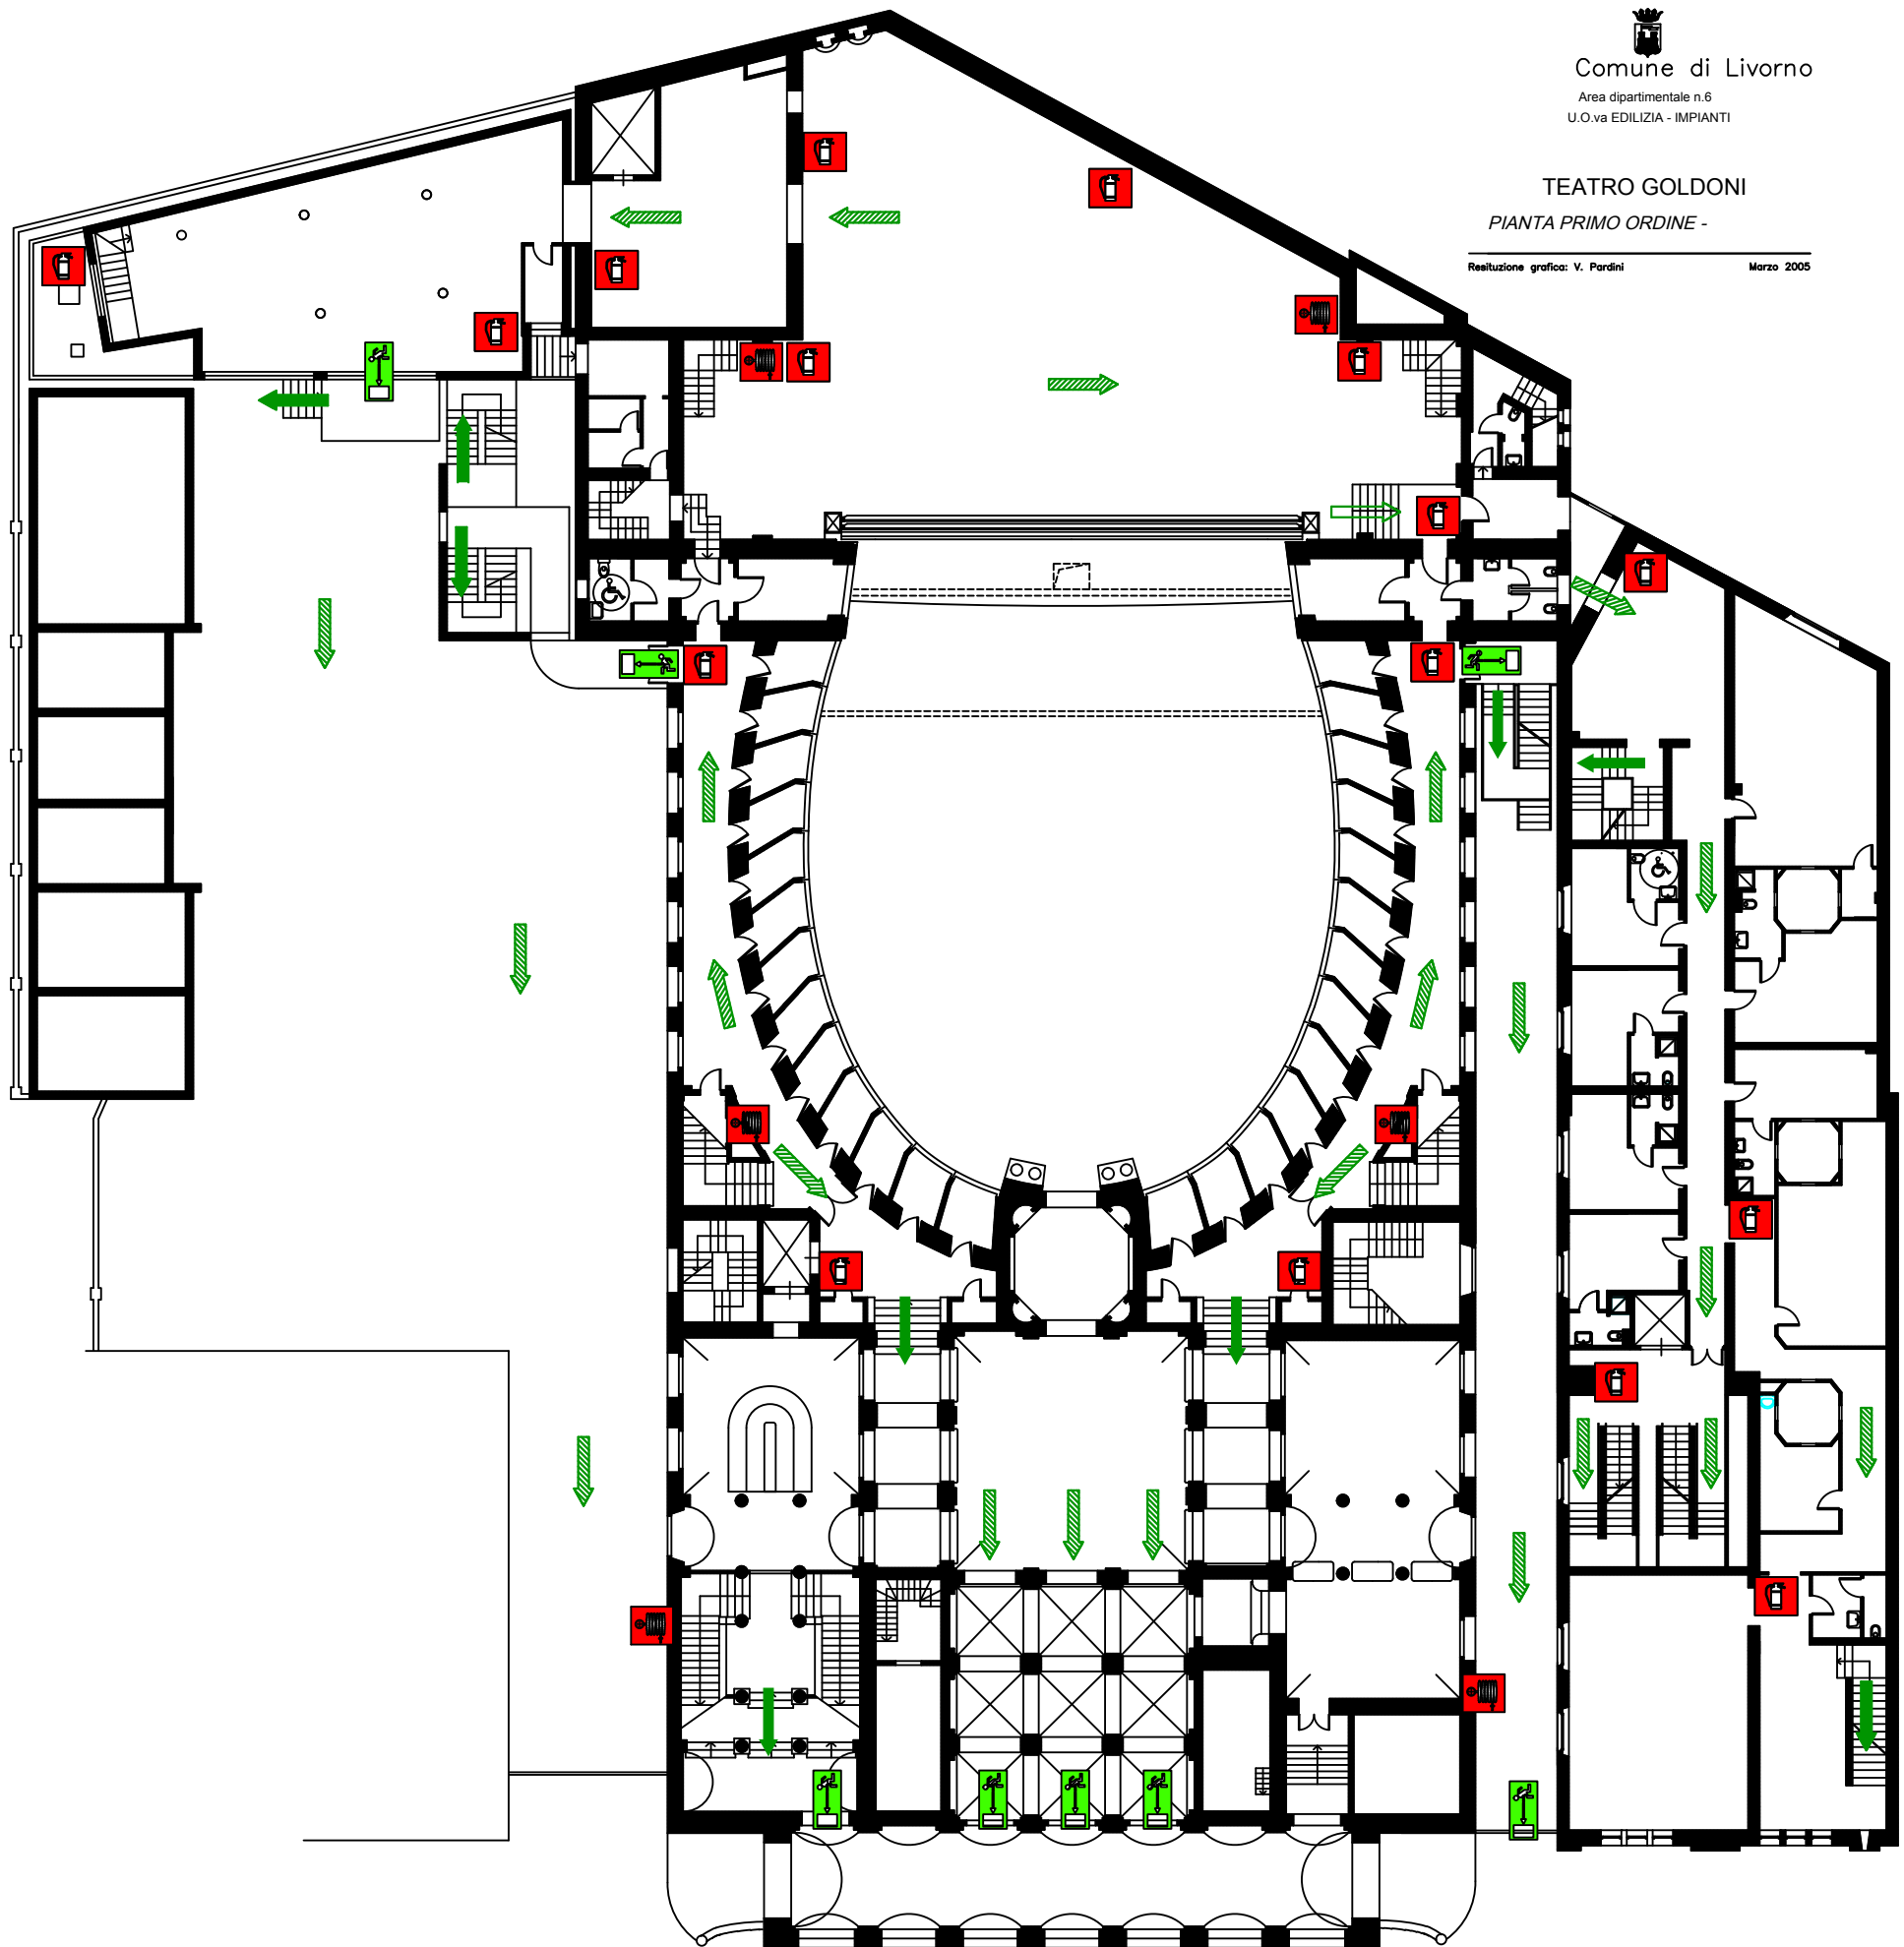 Comune di Livorno
Area dipartimentale n.6
U.O.va EDILIZIA - IMPIANTI
TEATRO GOLDONI
PIANTA PRIMO ORDINE -
Resituzione grafica: V. Pardini Marzo 2005